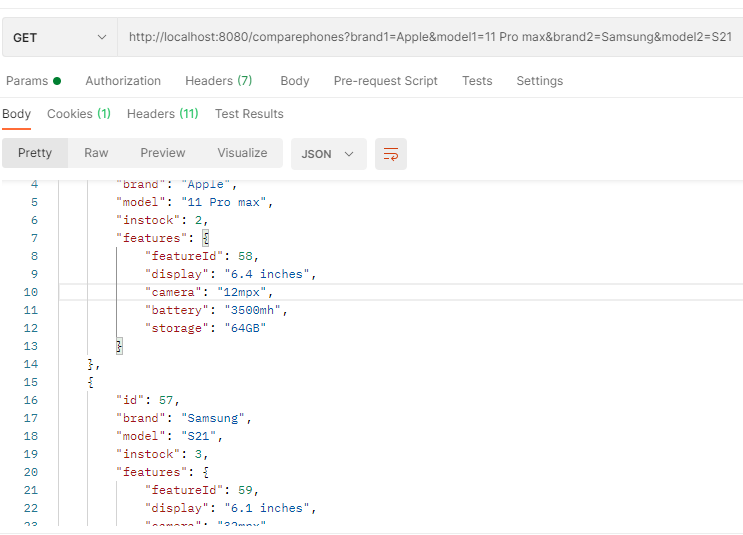 GET http://localhost:8080/comparephones?brand1=Apple&model1=11 Pro max&brand2=Samsung&model2=S21
Params Authorization Headers (7) Body Pre-request Script Tests Settings
Body Cookies (1) Headers (11) Test Results
Pretty Raw Preview Visualize JSON
4 "brand": "Apple",
5 "model": "11 Pro max",
6 "instock": 2,
7 "features": {
8 "featureId": 58,
9 "display": "6.4 inches",
10 "camera": "12mpx",
11 "battery": "3500mh",
12 "storage": "64GB"
13 }
14 },
15 {
16 "id": 57,
17 "brand": "Samsung",
18 "model": "S21",
19 "instock": 3,
20 "features": {
21 "featureId": 59,
22 "display": "6.1 inches",
23 "camera": "32mpx"